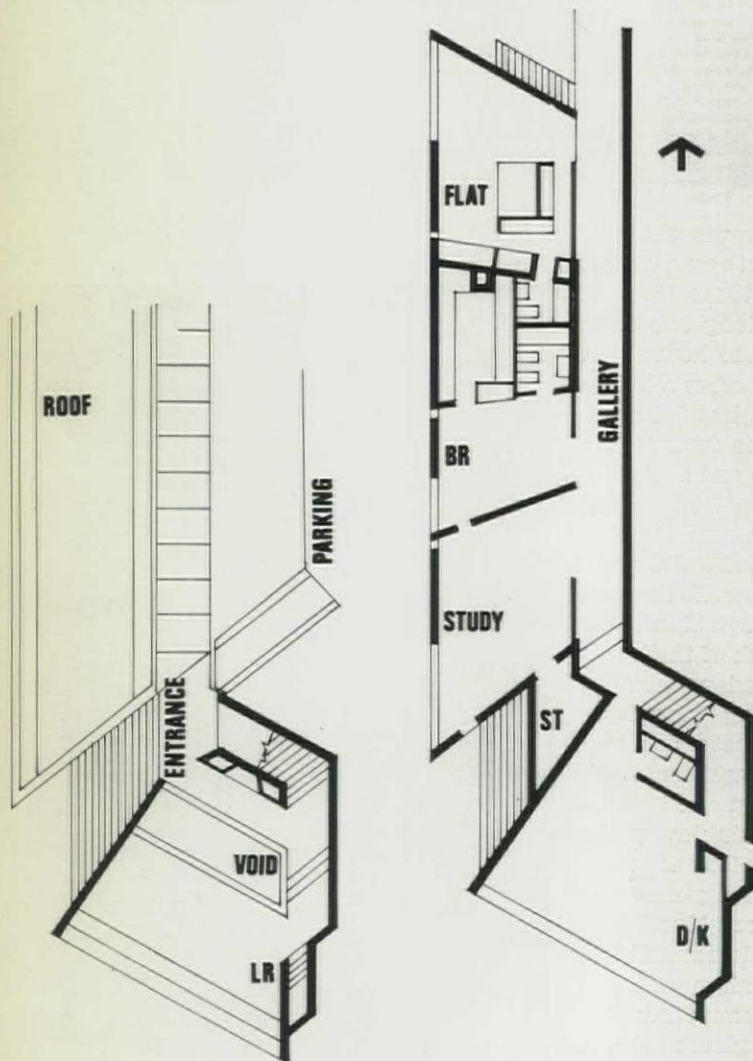 ROOF
PARKING
ENTRANCE
VOID
LR
FLAT
GALLERY
BR
STUDY
ST
D/K